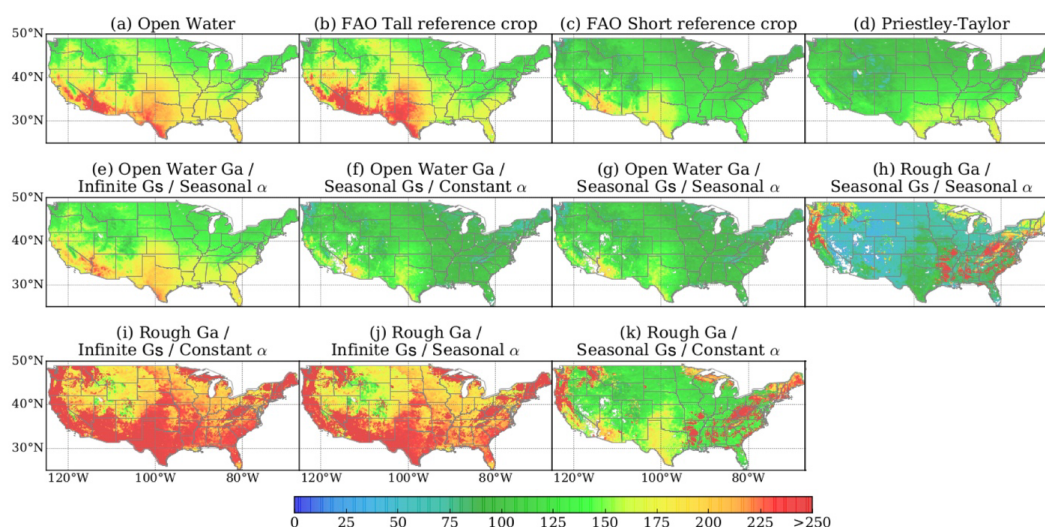 (a) Open Water
(b) FAO Tall reference crop
(c) FAO Short reference crop
(d) Priestley-Taylor
50°N
40°N
30°N
(e) Open Water Ga /
Infinite Gs / Seasonal α
(f) Open Water Ga /
Seasonal Gs / Constant α
(g) Open Water Ga /
Seasonal Gs / Seasonal α
(h) Rough Ga /
Seasonal Gs / Seasonal α
50°N
40°N
30°N
(i) Rough Ga /
Infinite Gs / Constant α
(j) Rough Ga /
Infinite Gs / Seasonal α
(k) Rough Ga /
Seasonal Gs / Constant α
50°N
40°N
30°N
120°W 100°W 80°W 120°W 100°W 80°W 120°W 100°W 80°W
0 25 50 75 100 125 150 175 200 225 >250